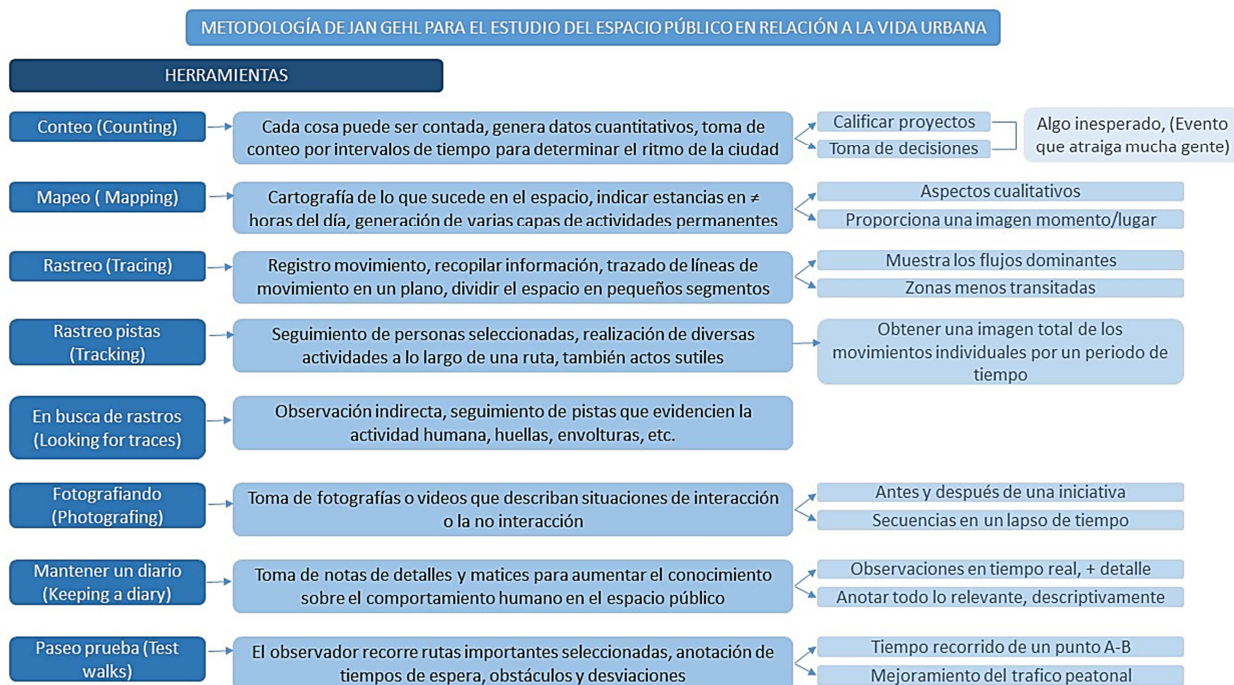 METODOLOGÍA DE JAN GEHL PARA EL ESTUDIO DEL ESPACIO PÚBLICO EN RELACIÓN A LA VIDA URBANA
HERRAMIENTAS
Conteo (Counting)
Cada cosa puede ser contada, genera datos cuantitativos, toma de
conteo por intervalos de tiempo para determinar el ritmo de la ciudad
Calificar proyectos
Toma de decisiones
Algo inesperado, (Evento
que atraiga mucha gente)
Mapeo ( Mapping)
Cartografía de lo que sucede en el espacio, indicar estancias en ≠
horas del día, generación de varias capas de actividades permanentes
Aspectos cualitativos
Proporciona una imagen momento/lugar
Rastreo (Tracing)
Registro movimiento, recopilar información, trazado de líneas de
movimiento en un plano, dividir el espacio en pequeños segmentos
Muestra los flujos dominantes
Zonas menos transitadas
Rastreo pistas
(Tracking)
Seguimiento de personas seleccionadas, realización de diversas
actividades a lo largo de una ruta, también actos sutiles
Obtener una imagen total de los
movimientos individuales por un periodo de
tiempo
En busca de rastros
(Looking for traces)
Observación indirecta, seguimiento de pistas que evidencien la
actividad humana, huellas, envolturas, etc.
Fotografiando
(Photografing)
Toma de fotografías o videos que describan situaciones de interacción
o la no interacción
Antes y después de una iniciativa
Secuencias en un lapso de tiempo
Mantener un diario
(Keeping a diary)
Toma de notas de detalles y matices para aumentar el conocimiento
sobre el comportamiento humano en el espacio público
Observaciones en tiempo real, + detalle
Anotar todo lo relevante, descriptivamente
Paseo prueba (Test
walks)
El observador recorre rutas importantes seleccionadas, anotación de
tiempos de espera, obstáculos y desviaciones
Tiempo recorrido de un punto A-B
Mejoramiento del trafico peatonal